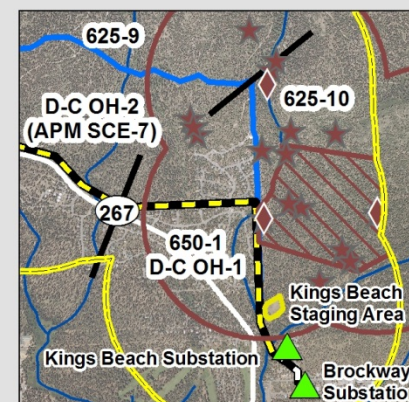 625-9
D-C OH-2
(APM SCE-7)
625-10
267
650-1
D-C OH-1
Kings Beach
Staging Area
Kings Beach Substation
Brockway
Substatio